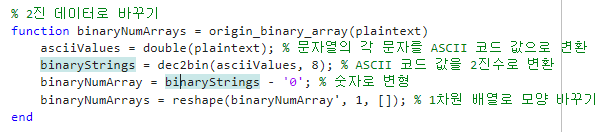 % 2진 데이터로 바꾸기
function binaryNumArrays = origin_binary_array(plaintext)
asciiValues = double(plaintext); % 문자열의 각 문자를 ASCII 코드 값으로 변환
binaryStrings = dec2bin(asciiValues, 8); % ASCII 코드 값을 2진수로 변환
binaryNumArray = binaryStrings - '0'; % 숫자로 변형
binaryNumArrays = reshape(binaryNumArray', 1, []); % 1차원 배열로 모양 바꾸기
end